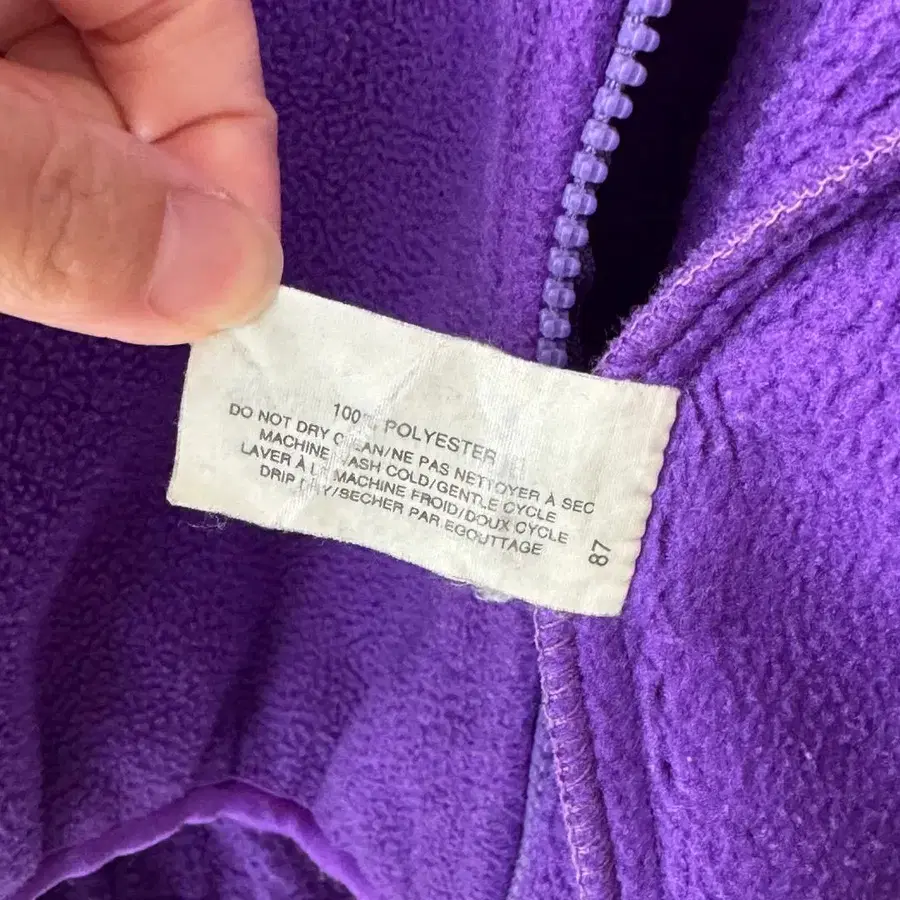 100% POLYESTER
DO NOT DRY CLEAN/NE PAS NETTOYER À SEC
MACHINE WASH COLD/GENTLE CYCLE
LAVER À LA MACHINE FROID/DOUX CYCLE
DRIP DRY/SECHER PAR EGOUTTAGE
87